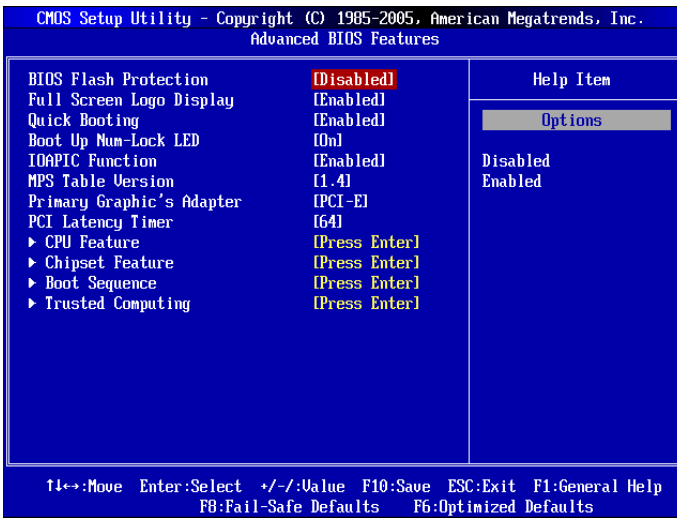 CMOS Setup Utility - Copyright (C) 1985-2005, American Megatrends, Inc.
Advanced BIOS Features
BIOS Flash Protection [Disabled] Help Item
Full Screen Logo Display [Enabled]
Quick Booting [Enabled] Options
Boot Up Num-Lock LED [On]
IOAPIC Function [Enabled] Disabled
MPS Table Version [1.4] Enabled
Primary Graphic's Adapter [PCI-E]
PCI Latency Timer [64]
▶ CPU Feature [Press Enter]
▶ Chipset Feature [Press Enter]
▶ Boot Sequence [Press Enter]
▶ Trusted Computing [Press Enter]
↑↓↔:Move Enter:Select +/-/:Value F10:Save ESC:Exit F1:General Help
F8:Fail-Safe Defaults F6:Optimized Defaults